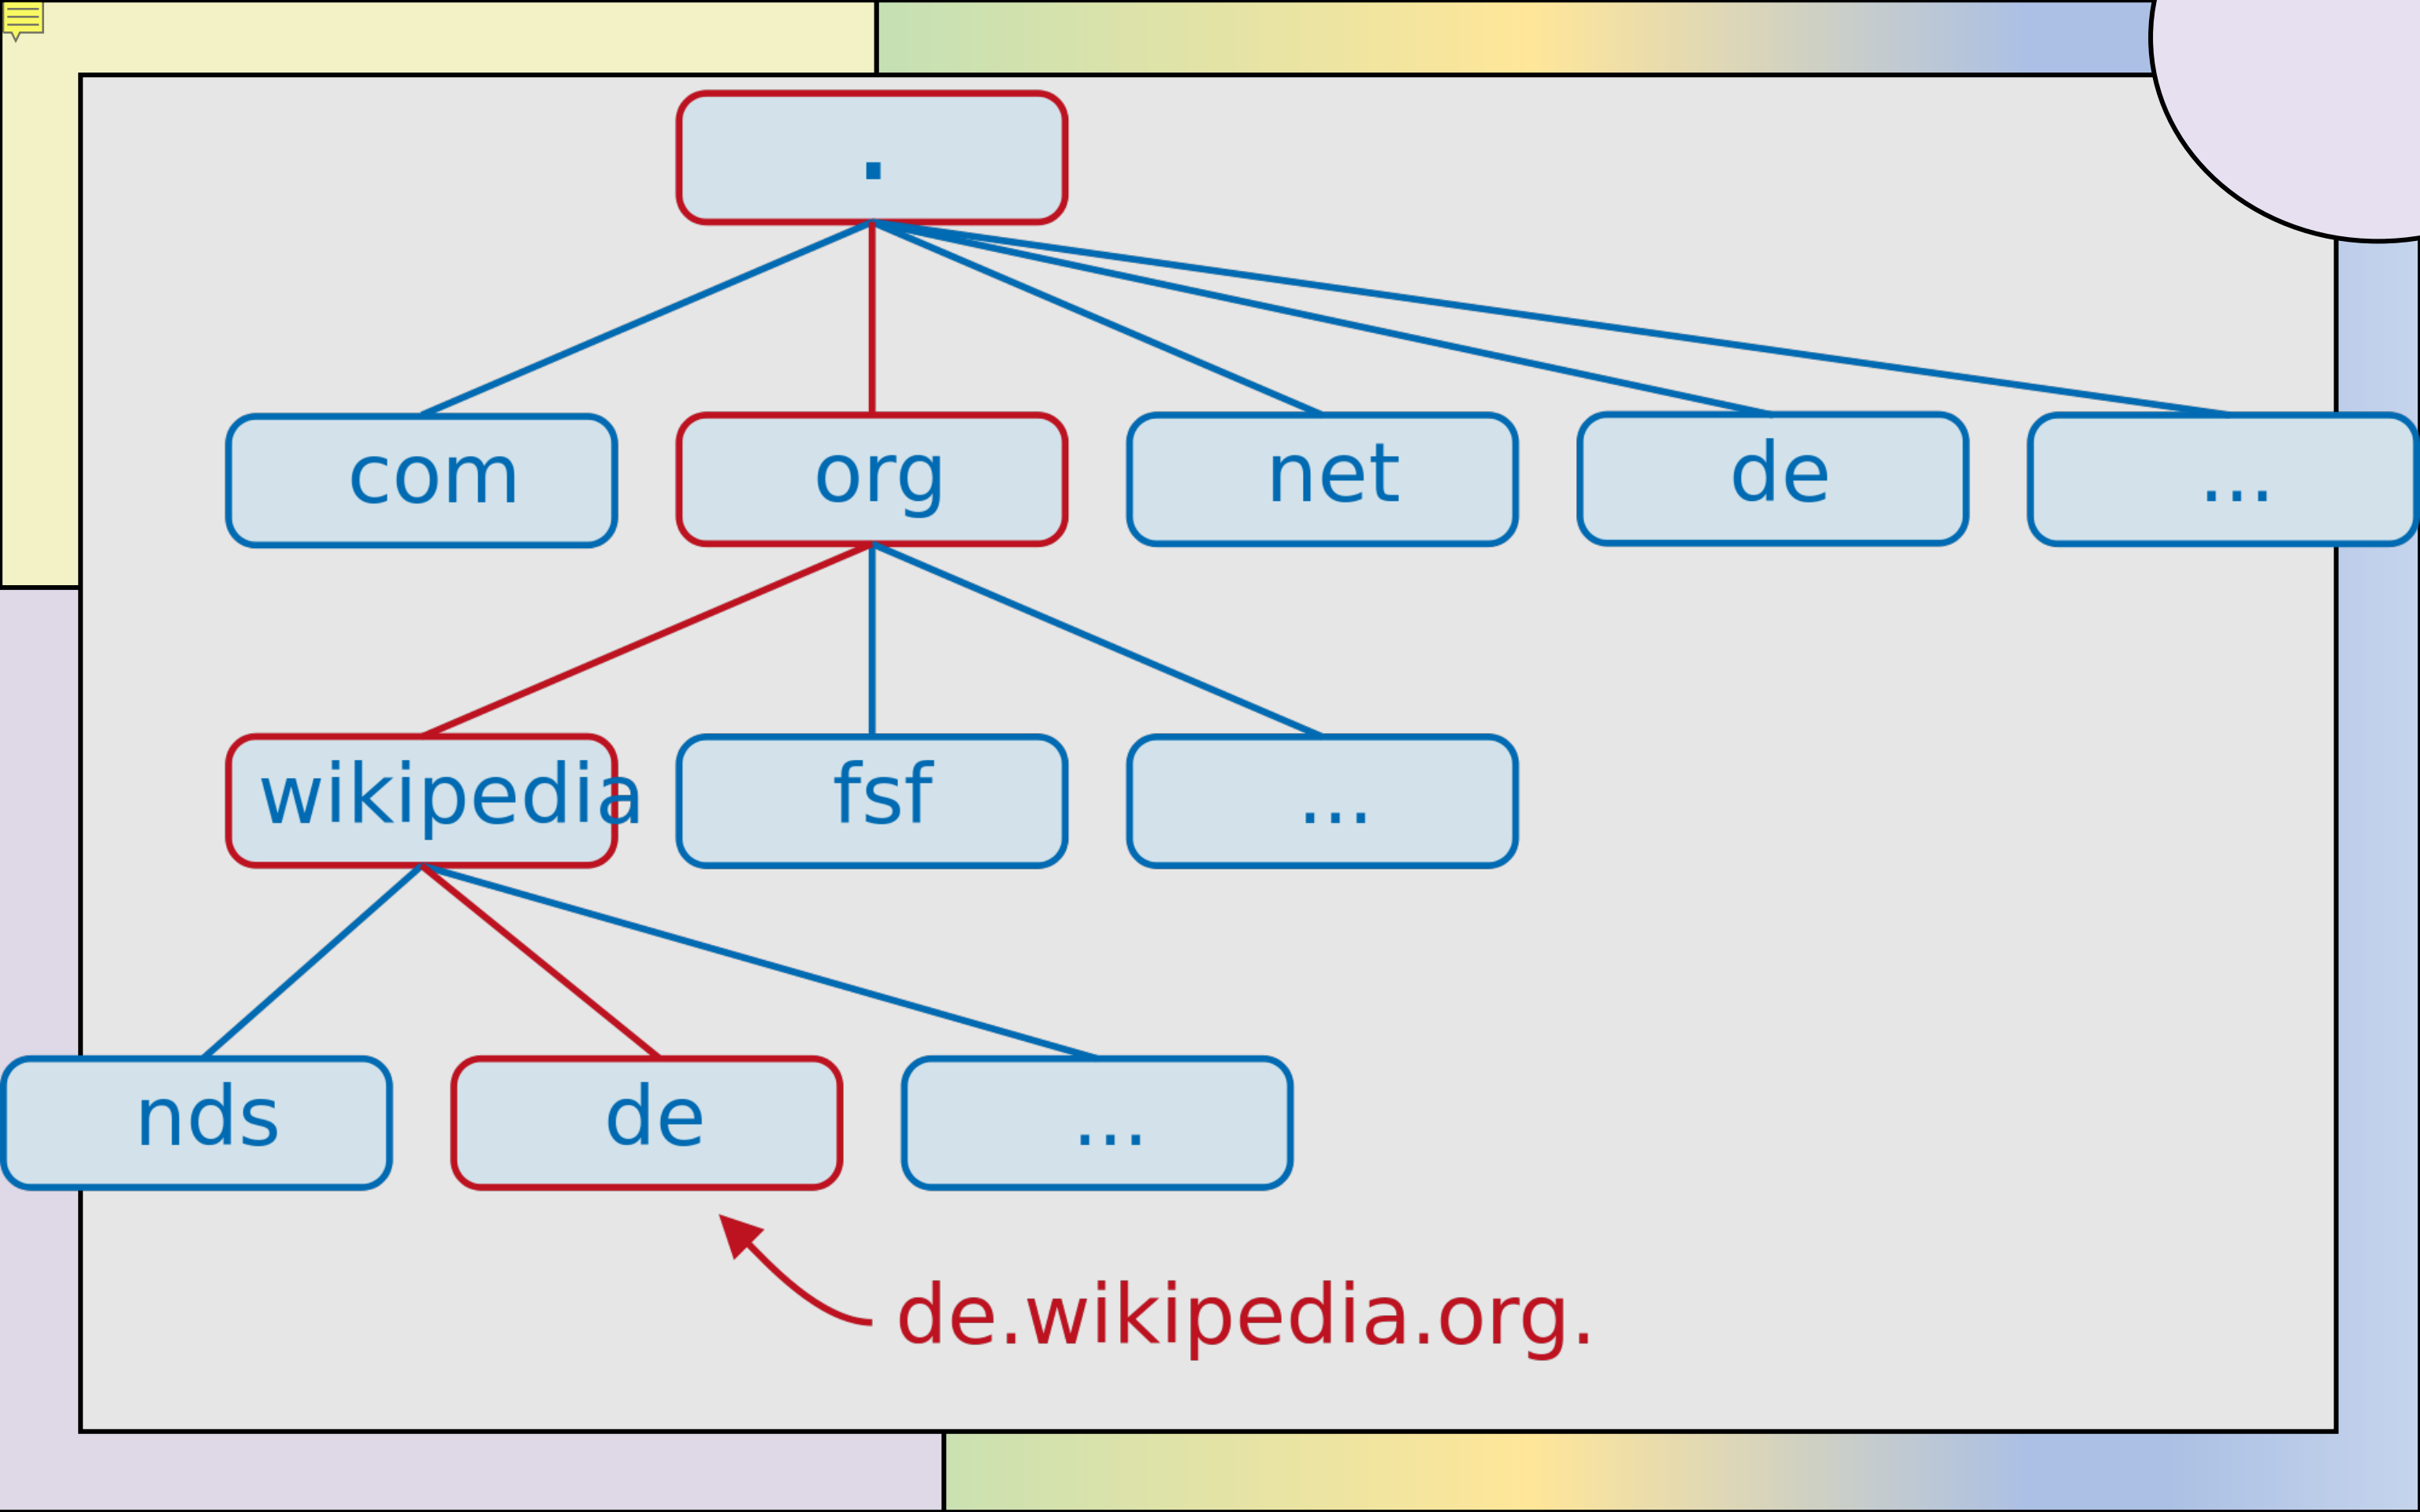 .
com
org
net
de
...
wikipedia
fsf
...
nds
de
...
de.wikipedia.org.